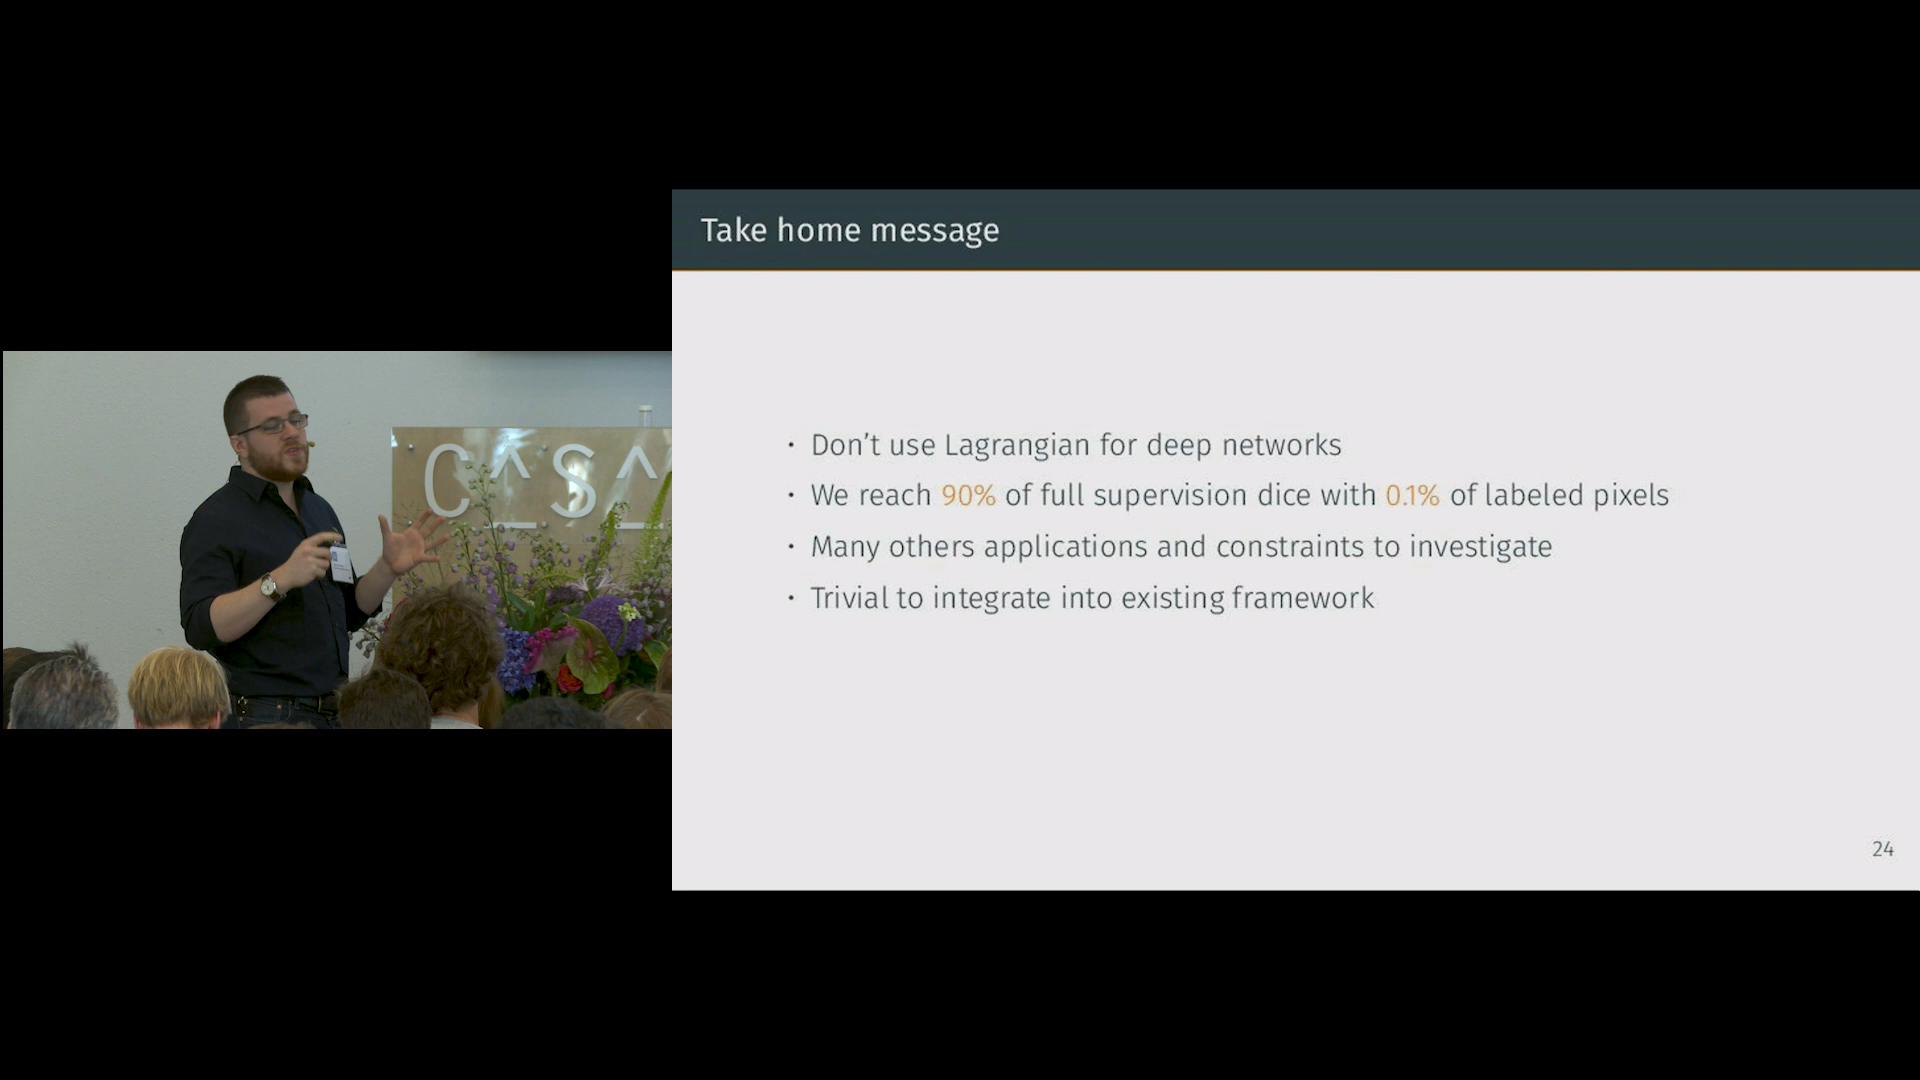 Take home message
C A S A
• Don't use Lagrangian for deep networks
• We reach 90% of full supervision dice with 0.1% of labeled pixels
• Many others applications and constraints to investigate
• Trivial to integrate into existing framework
24